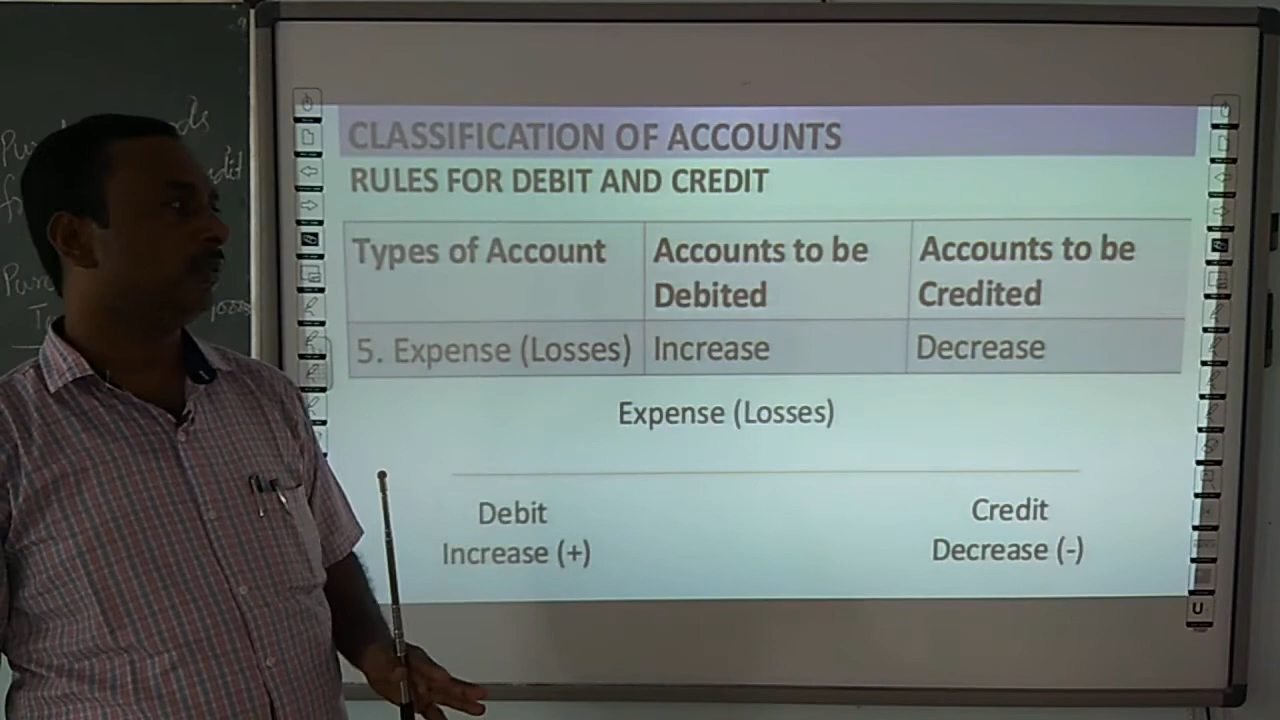 CLASSIFICATION OF ACCOUNTS
RULES FOR DEBIT AND CREDIT
Types of Account Accounts to be Debited Accounts to be Credited
5. Expense (Losses) Increase Decrease
Expense (Losses)
Debit Credit
Increase (+) Decrease (-)
U